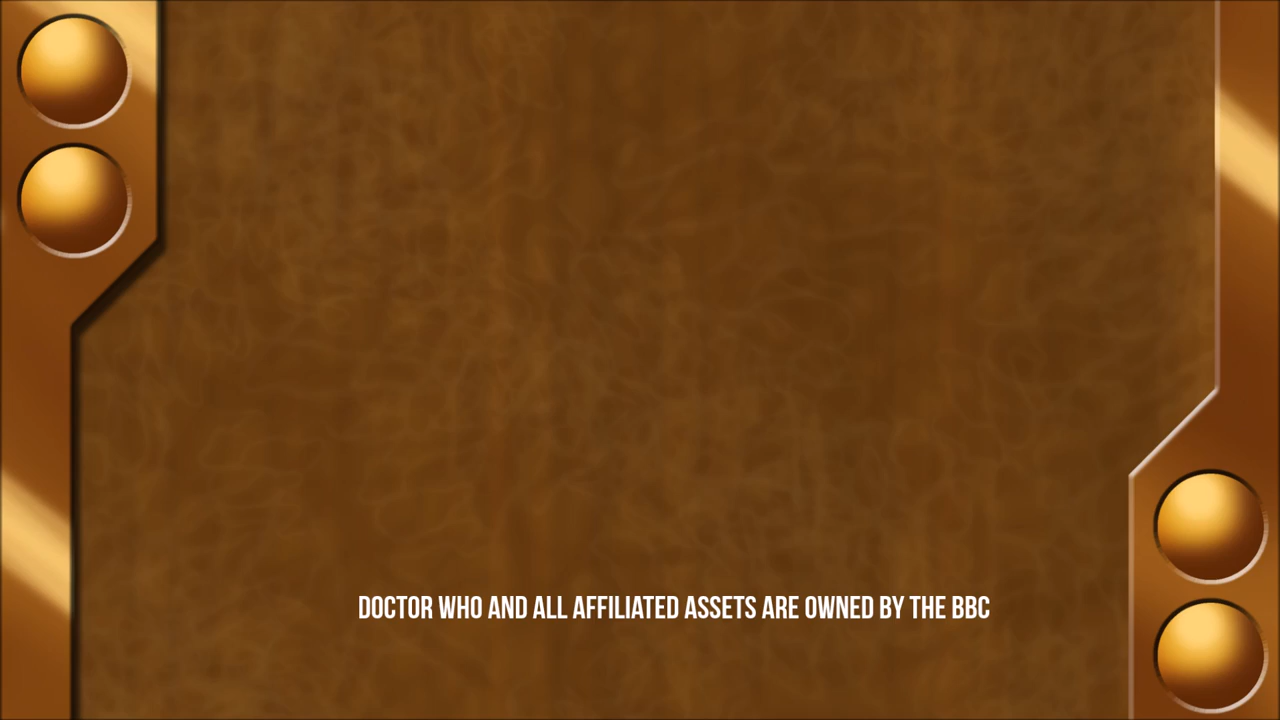 DOCTOR WHO AND ALL AFFILIATED ASSETS ARE OWNED BY THE BBC